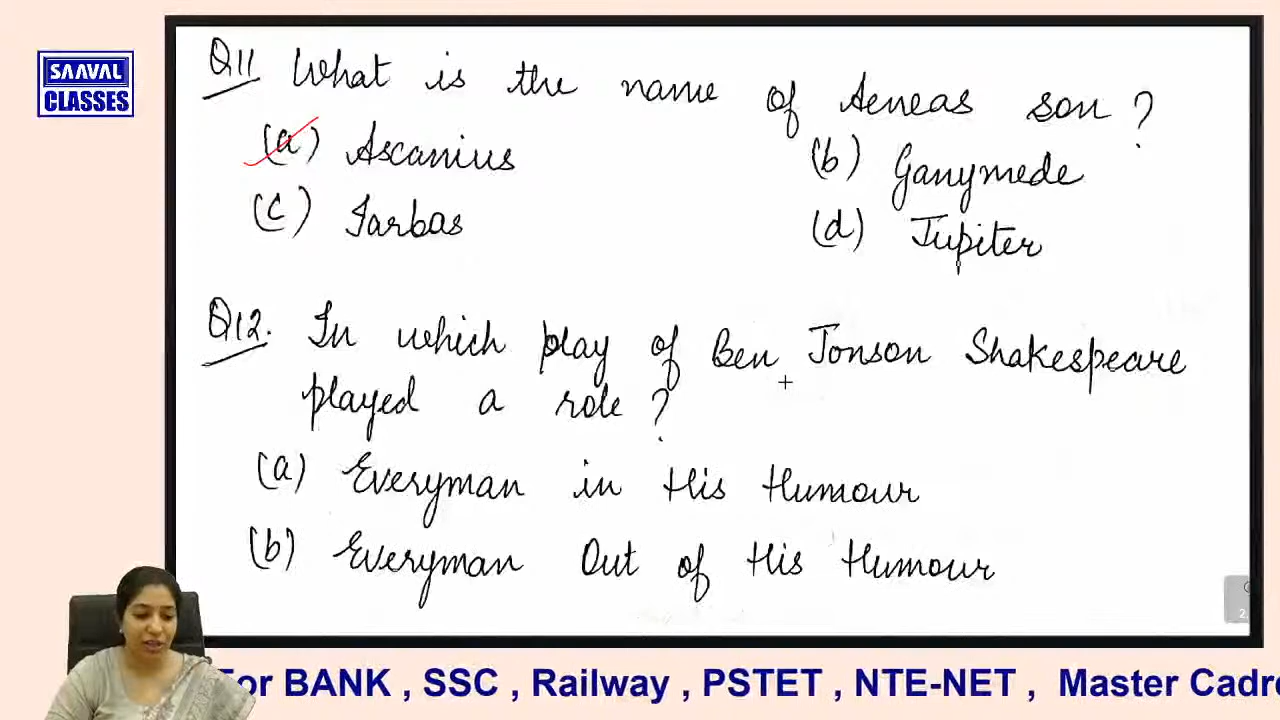 SAAVAL
CLASSES
Q11 What is the name of Aeneas son ?
(a) Ascanius (b) Ganymede
(c) Iarbas (d) Jupiter
Q12. In which play of Ben Jonson Shakespeare
played a role ?
(a) Everyman in His Humour
(b) Everyman Out of His Humour
For BANK , SSC , Railway , PSTET , NTE-NET , Master Cadre